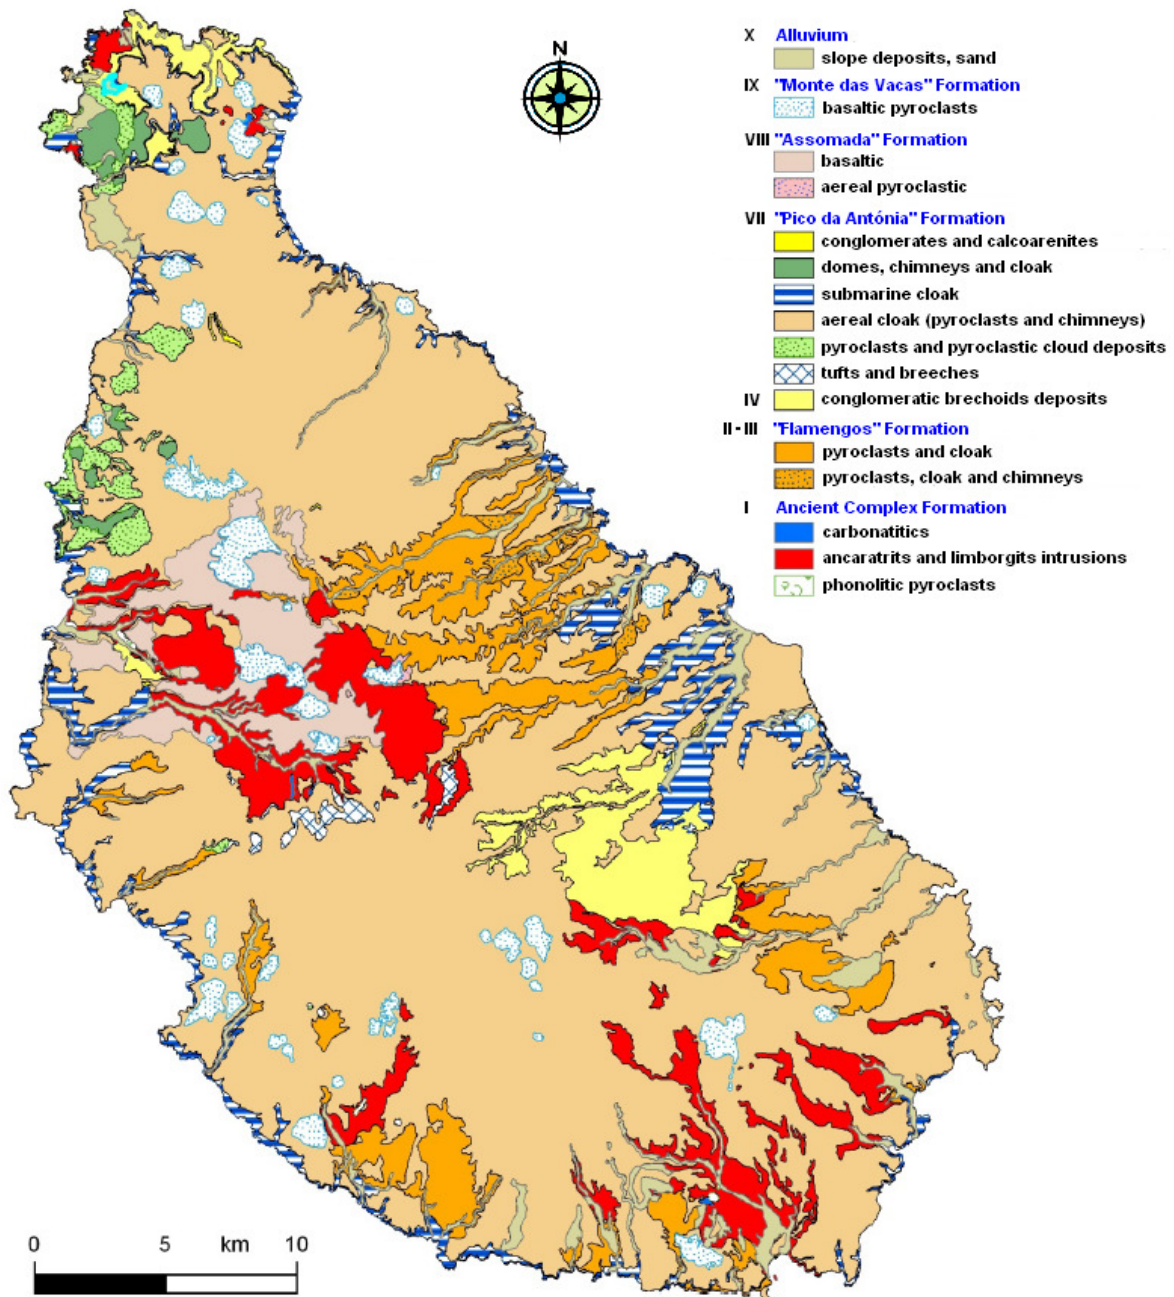 N
X Alluvium
slope deposits, sand
IX "Monte das Vacas" Formation
basaltic pyroclasts
VIII "Assomada" Formation
basaltic
aereal pyroclastic
VII "Pico da Antónia" Formation
conglomerates and calcoarenites
domes, chimneys and cloak
submarine cloak
aereal cloak (pyroclasts and chimneys)
pyroclasts and pyroclastic cloud deposits
tufts and breeches
IV conglomeratic brechoids deposits
II - III "Flamengos" Formation
pyroclasts and cloak
pyroclasts, cloak and chimneys
I Ancient Complex Formation
carbonatitics
ancaratrits and limborgits intrusions
phonolitic pyroclasts
0 5 km 10